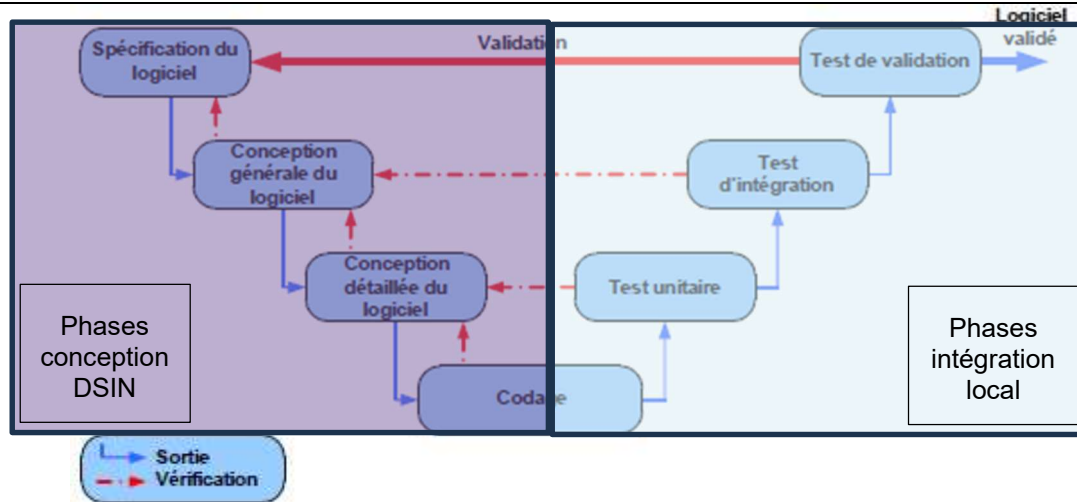 Logiciel
validé
Spécification du
logiciel
Validation
Test de validation
Conception
générale du
logiciel
Test
d'intégration
Conception
détaillée du
logiciel
Test unitaire
Phases
conception
DSIN
Phases
intégration
local
Codage
Sortie
Vérification